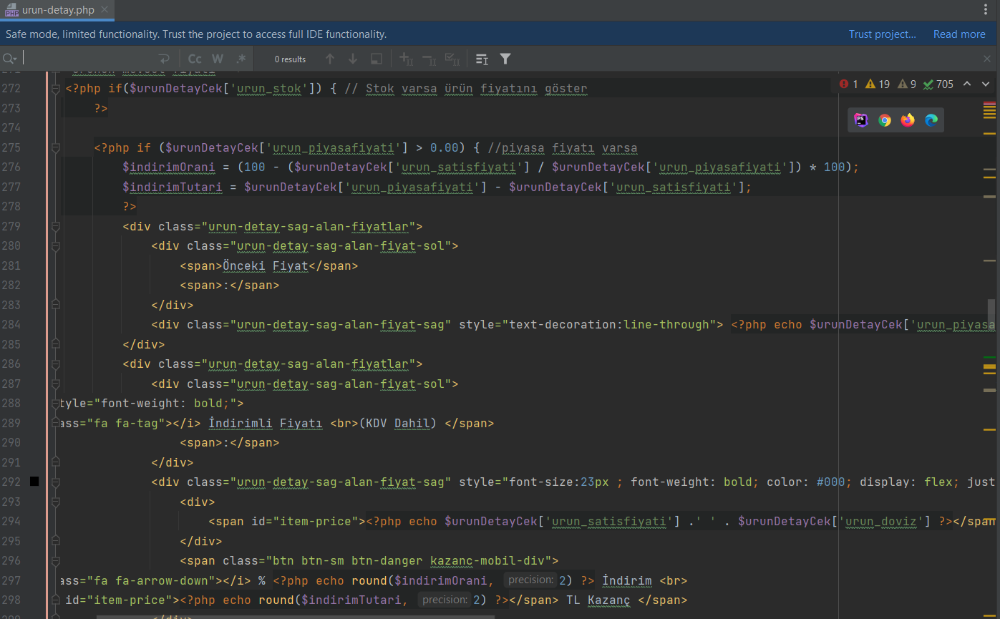 urun-detay.php
Safe mode, limited functionality. Trust the project to access full IDE functionality. Trust project... Read more
Cc W .* 0 results
272 <?php if($urunDetayCek['urun_stok']) { // Stok varsa ürün fiyatını göster
1 19 9 705
273 ?>
274
275 <?php if ($urunDetayCek['urun_piyasafiyati'] > 0.00) { //piyasa fiyatı varsa
276 $indirimOrani = (100 - ($urunDetayCek['urun_satisfiyati'] / $urunDetayCek['urun_piyasafiyati']) * 100);
277 $indirimTutari = $urunDetayCek['urun_piyasafiyati'] - $urunDetayCek['urun_satisfiyati'];
278 ?>
279 <div class="urun-detay-sag-alan-fiyatlar">
280 <div class="urun-detay-sag-alan-fiyat-sol">
281 <span>Önceki Fiyat</span>
282 <span>:</span>
283 </div>
284 <div class="urun-detay-sag-alan-fiyat-sag" style="text-decoration:line-through"> <?php echo $urunDetayCek['urun_piyasa
285 </div>
286 <div class="urun-detay-sag-alan-fiyatlar">
287 <div class="urun-detay-sag-alan-fiyat-sol">
288 tyle="font-weight: bold;">
289 ass="fa fa-tag"></i> İndirimli Fiyatı <br>(KDV Dahil) </span>
290 <span>:</span>
291 </div>
292 <div class="urun-detay-sag-alan-fiyat-sag" style="font-size:23px ; font-weight: bold; color: #000; display: flex; just
293 <div>
294 <span id="item-price"><?php echo $urunDetayCek['urun_satisfiyati'] .' ' . $urunDetayCek['urun_doviz'] ?></span
295 </div>
296 <span class="btn btn-sm btn-danger kazanc-mobil-div">
297 ass="fa fa-arrow-down"></i> % <?php echo round($indirimOrani, precision: 2) ?> İndirim <br>
298 id="item-price"><?php echo round($indirimTutari, precision: 2) ?></span> TL Kazanç </span>